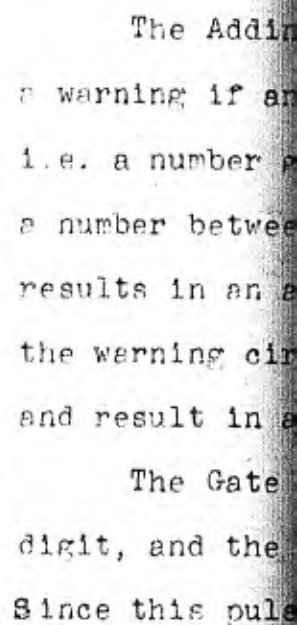 The Addin
a warning if an
i.e. a number
a number betwee
results in an a
the warning cir
and result in a
The Gate
digit, and the
Since this puls